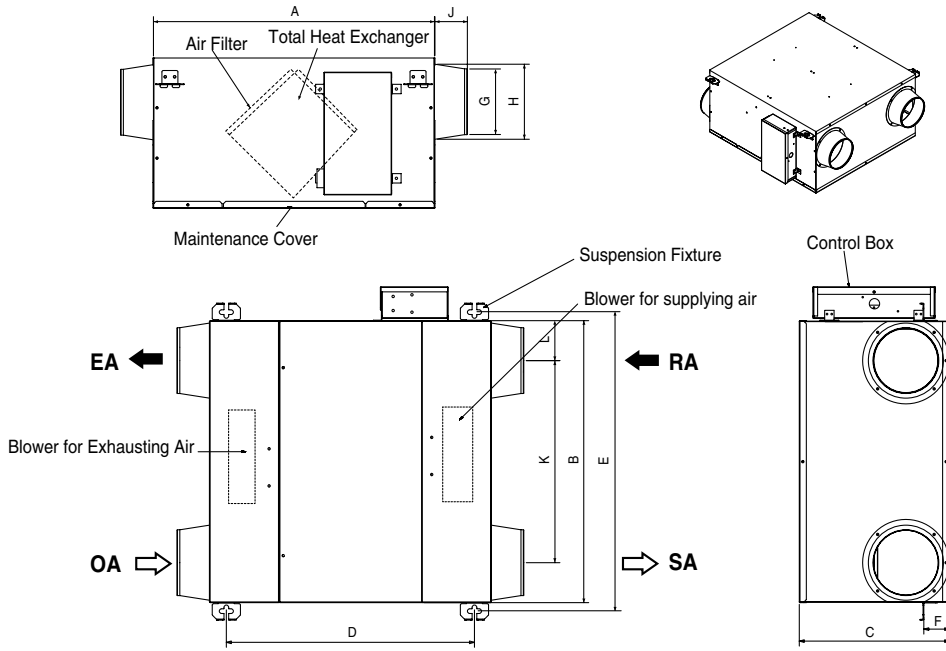 A
J
Air Filter
Total Heat Exchanger
G
H
Maintenance Cover
Suspension Fixture
Control Box
Blower for supplying air
EA
L
RA
Blower for Exhausting Air
K
B
E
OA
SA
D
C
F